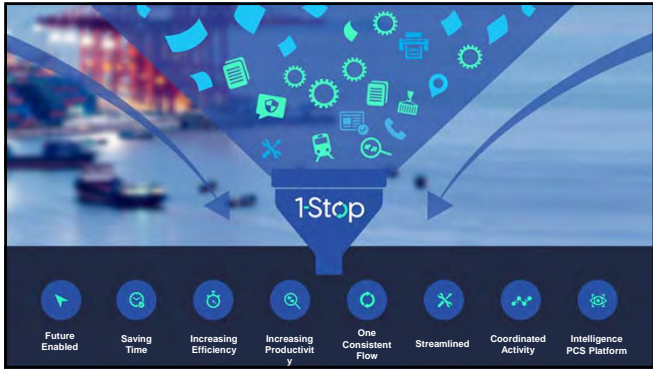 1-Stop
Future
Enabled
Saving
Time
Increasing
Efficiency
Increasing
Productivit
y
One
Consistent
Flow
Streamlined
Coordinated
Activity
Intelligence
PCS Platform